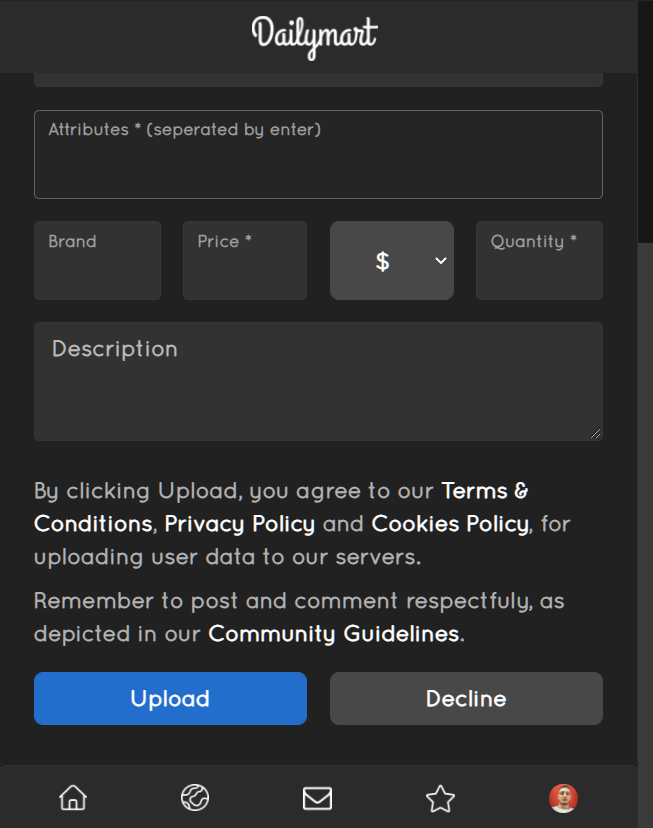 Dailymart
Attributes * (seperated by enter)
Brand
Price *
$
Quantity *
Description
By clicking Upload, you agree to our Terms &
Conditions, Privacy Policy and Cookies Policy, for
uploading user data to our servers.
Remember to post and comment respectfuly, as
depicted in our Community Guidelines.
Upload
Decline